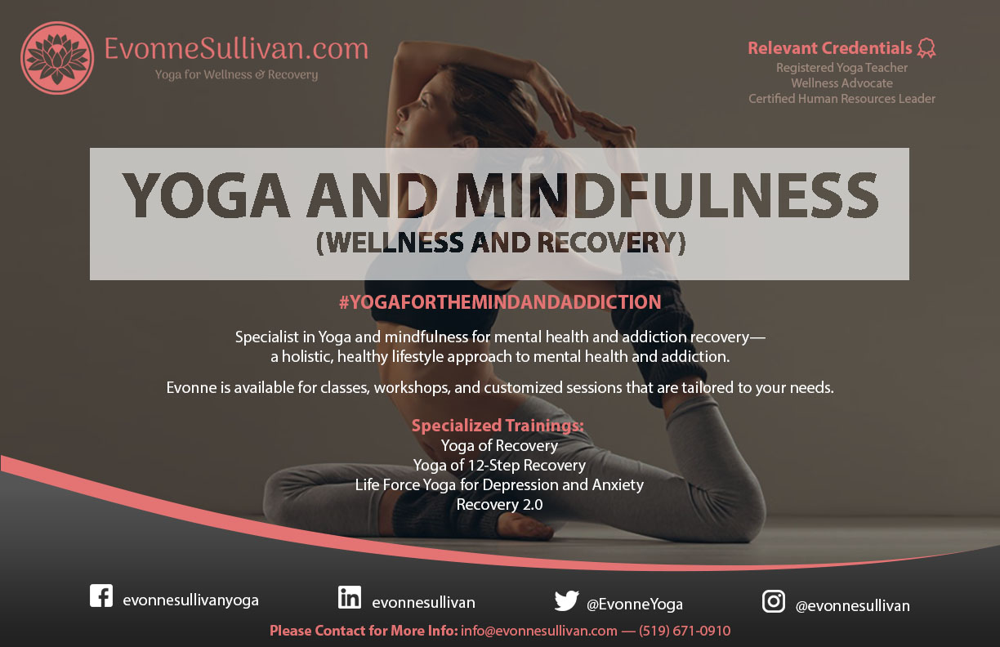 EvonneSullivan.com
Yoga for Wellness & Recovery
Relevant Credentials
Registered Yoga Teacher
Wellness Advocate
Certified Human Resources Leader
YOGA AND MINDFULNESS
(WELLNESS AND RECOVERY)
#YOGAFORTHEMINDANDADDICTION
Specialist in Yoga and mindfulness for mental health and addiction recovery—
a holistic, healthy lifestyle approach to mental health and addiction.
Evonne is available for classes, workshops, and customized sessions that are tailored to your needs.
Specialized Trainings:
Yoga of Recovery
Yoga of 12-Step Recovery
Life Force Yoga for Depression and Anxiety
Recovery 2.0
evonnesullivanyoga
evonnesullivan
@EvonneYoga
@evonnesullivan
Please Contact for More Info: info@evonnesullivan.com — (519) 671-0910